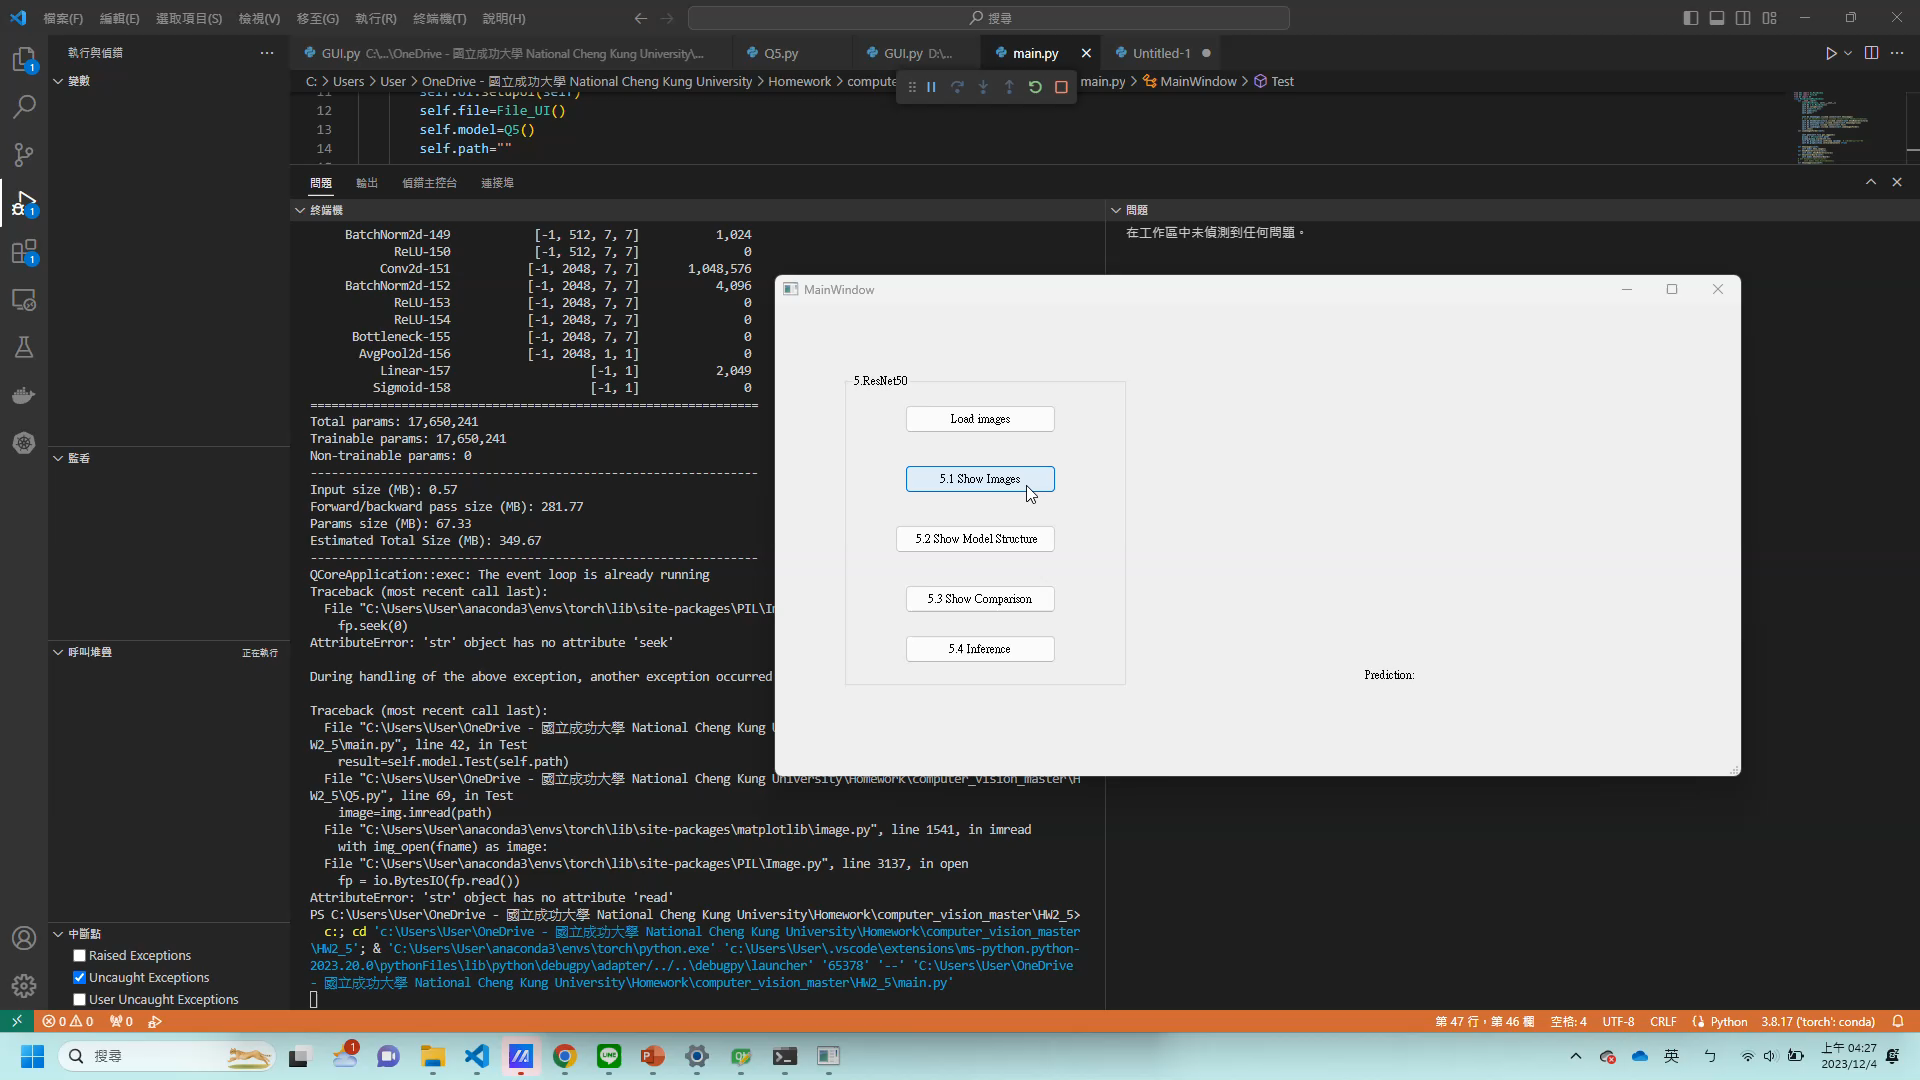 檔案(F) 編輯(E) 選取項目(S) 檢視(V) 移至(G) 執行(R) 終端機(T) 說明(H)
搜尋
執行與偵錯
GUI.py C:\...\OneDrive - 國立成功大學 National Cheng Kung University\...
Q5.py
GUI.py D:\...
main.py
Untitled-1
變數
C: > Users > User > OneDrive - 國立成功大學 National Cheng Kung University > Homework > compute
main.py > MainWindow > Test
12 self.file=File_UI()
13 self.model=Q5()
14 self.path=""
問題 輸出 偵錯主控台 連接埠
終端機
問題
在工作區中未偵測到任何問題。
BatchNorm2d-149 [-1, 512, 7, 7] 1,024
ReLU-150 [-1, 512, 7, 7] 0
Conv2d-151 [-1, 2048, 7, 7] 1,048,576
BatchNorm2d-152 [-1, 2048, 7, 7] 4,096
ReLU-153 [-1, 2048, 7, 7] 0
ReLU-154 [-1, 2048, 7, 7] 0
Bottleneck-155 [-1, 2048, 7, 7] 0
AvgPool2d-156 [-1, 2048, 1, 1] 0
Linear-157 [-1, 1] 2,049
Sigmoid-158 [-1, 1] 0
================================================================
Total params: 17,650,241
Trainable params: 17,650,241
Non-trainable params: 0
----------------------------------------------------------------
Input size (MB): 0.57
Forward/backward pass size (MB): 281.77
Params size (MB): 67.33
Estimated Total Size (MB): 349.67
----------------------------------------------------------------
QCoreApplication::exec: The event loop is already running
Traceback (most recent call last):
File "C:\Users\User\anaconda3\envs\torch\lib\site-packages\PIL\I
fp.seek(0)
AttributeError: 'str' object has no attribute 'seek'
During handling of the above exception, another exception occurred
Traceback (most recent call last):
File "C:\Users\User\OneDrive - 國立成功大學 National Cheng Kung U
W2_5\main.py", line 42, in Test
result=self.model.Test(self.path)
File "C:\Users\User\OneDrive - 國立成功大學 National Cheng Kung University\Homework\computer_vision_master\H
W2_5\Q5.py", line 69, in Test
image=img.imread(path)
File "C:\Users\User\anaconda3\envs\torch\lib\site-packages\matplotlib\image.py", line 1541, in imread
with img_open(fname) as image:
File "C:\Users\User\anaconda3\envs\torch\lib\site-packages\PIL\Image.py", line 3137, in open
fp = io.BytesIO(fp.read())
AttributeError: 'str' object has no attribute 'read'
PS C:\Users\User\OneDrive - 國立成功大學 National Cheng Kung University\Homework\computer_vision_master\HW2_5>
c:; cd 'c:\Users\User\OneDrive - 國立成功大學 National Cheng Kung University\Homework\computer_vision_master
\HW2_5'; & 'C:\Users\User\anaconda3\envs\torch\python.exe' 'c:\Users\User\.vscode\extensions\ms-python.python-
2023.20.0\pythonFiles\lib\python\debugpy\adapter/../..\debugpy\launcher' '65378' '--' 'C:\Users\User\OneDrive
- 國立成功大學 National Cheng Kung University\Homework\computer_vision_master\HW2_5\main.py'
MainWindow
5.ResNet50
Load images
5.1 Show Images
5.2 Show Model Structure
5.3 Show Comparison
5.4 Inference
Prediction:
監看
呼叫堆疊 正在執行
中斷點
Raised Exceptions
Uncaught Exceptions
User Uncaught Exceptions
0 0 0
第 47 行，第 46 欄 空格: 4 UTF-8 CRLF Python 3.8.17 ('torch': conda)
搜尋
1
英
ㄅ
上午 04:27
2023/12/4